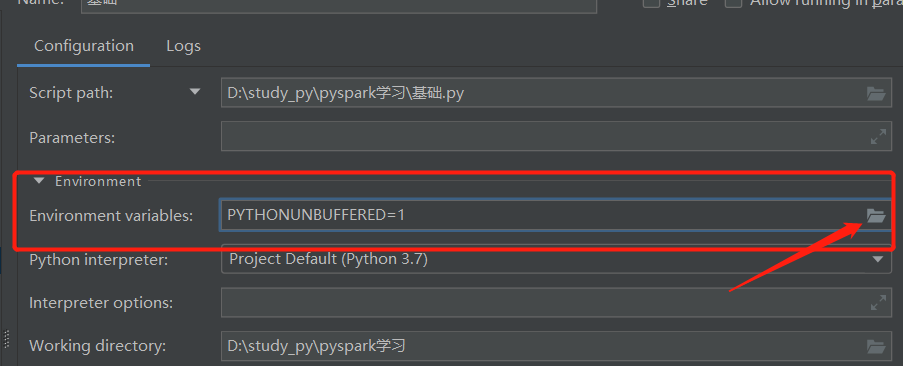 Name: 基础 Share Allow running in para
Configuration Logs
Script path: D:\study_py\pyspark学习\基础.py
Parameters:
Environment
Environment variables: PYTHONUNBUFFERED=1
Python interpreter: Project Default (Python 3.7)
Interpreter options:
Working directory: D:\study_py\pyspark学习